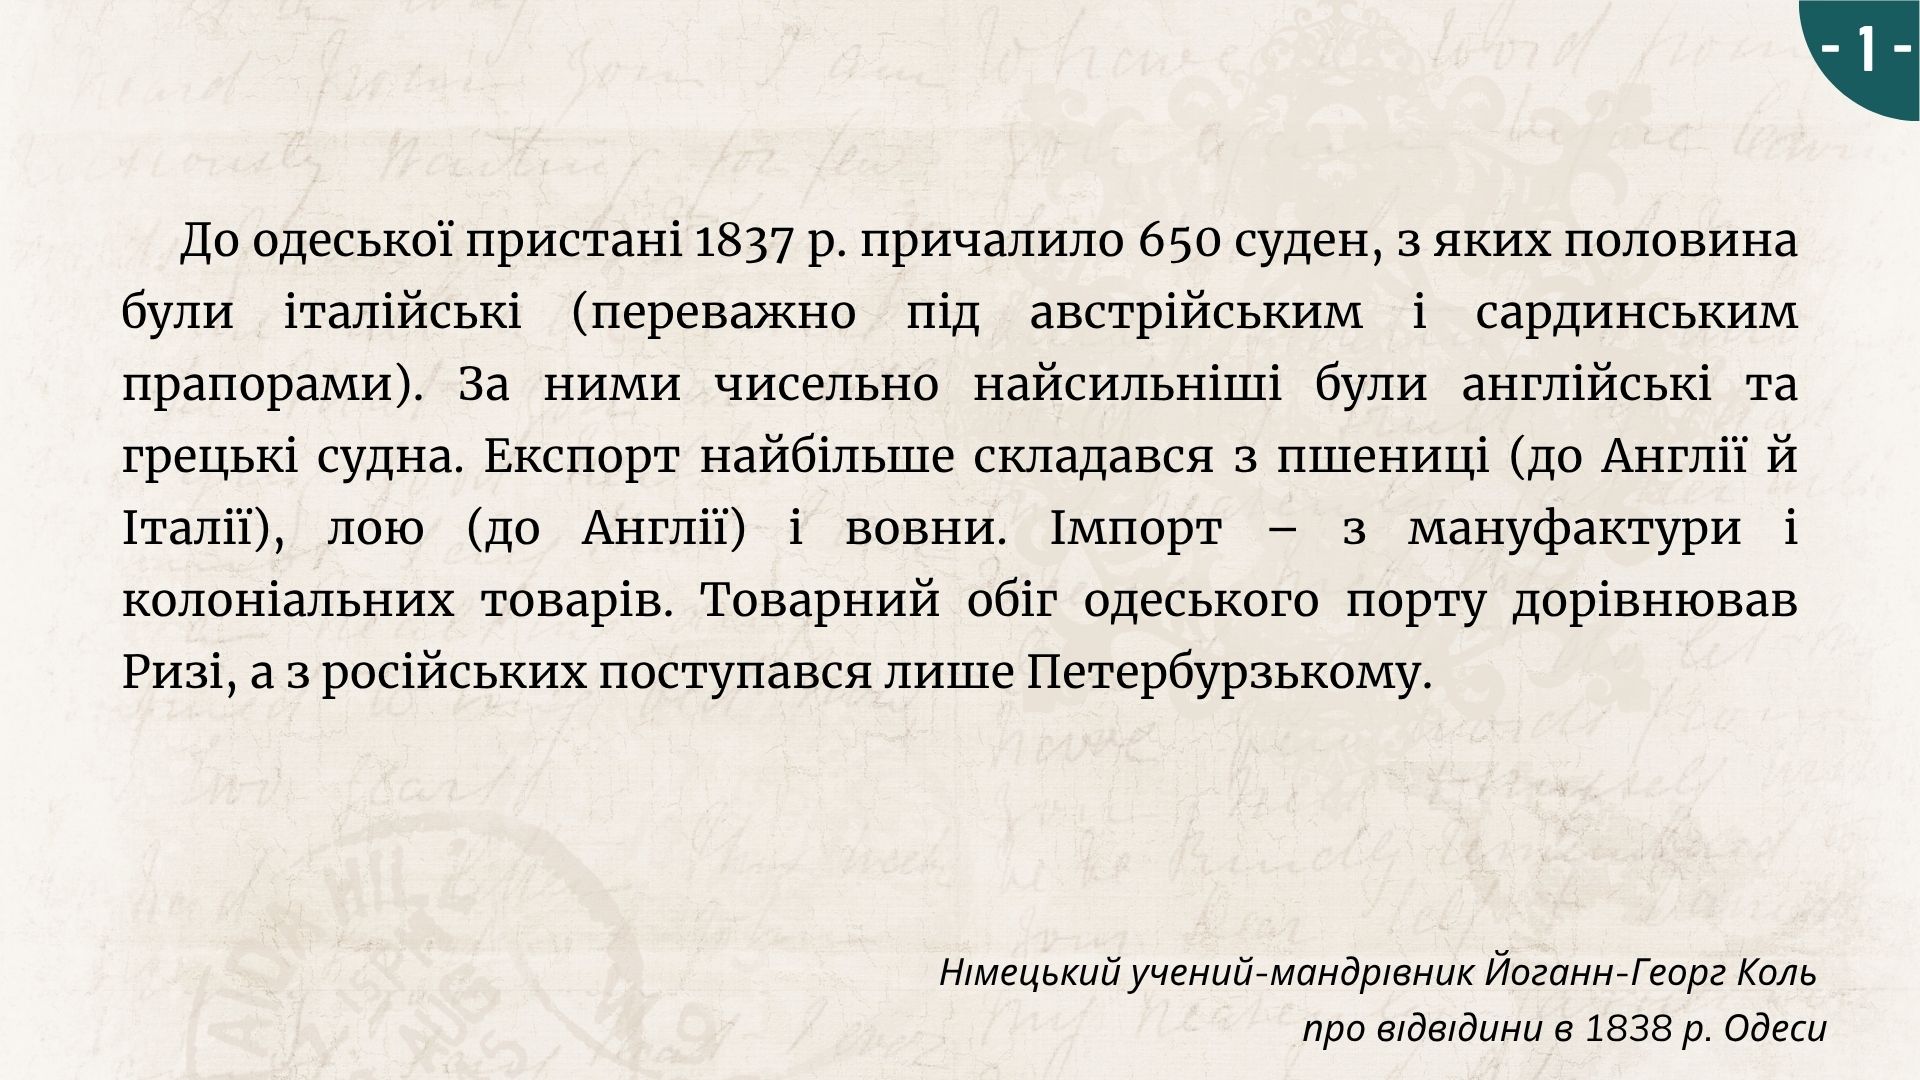 - 1 -
До одеської пристані 1837 р. причалило 650 суден, з яких половина
були італійські (переважно під австрійським і сардинським
прапорами). За ними чисельно найсильніші були англійські та
грецькі судна. Експорт найбільше складався з пшениці (до Англії й
Італії), лою (до Англії) і вовни. Імпорт – з мануфактури і
колоніальних товарів. Товарний обіг одеського порту дорівнював
Ризі, а з російських поступався лише Петербурзькому.
Німецький учений-мандрівник Йоганн-Георг Коль
про відвідини в 1838 р. Одеси